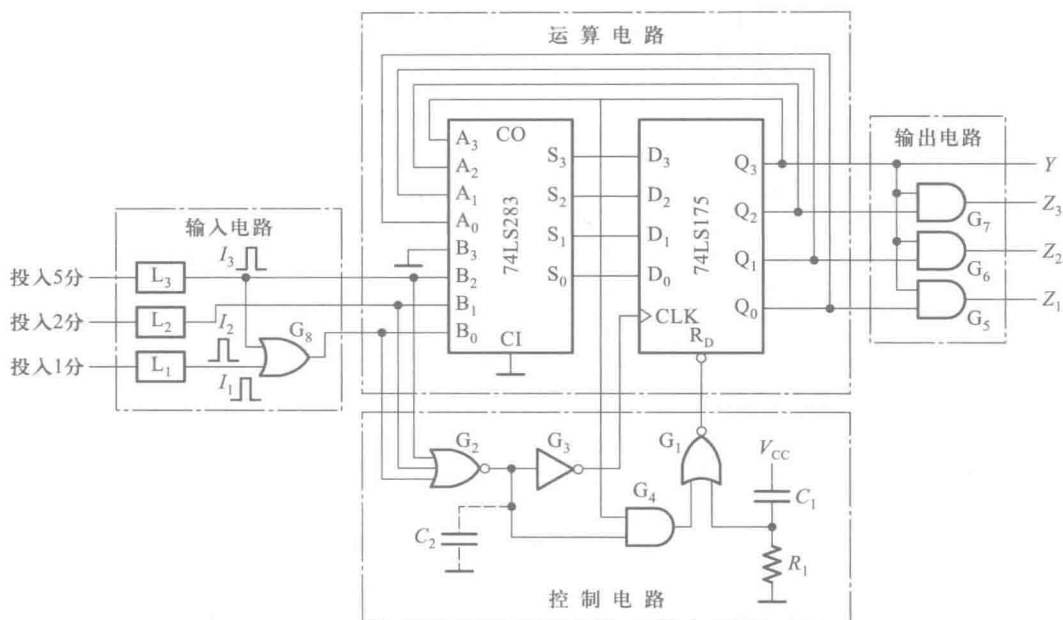 运算电路
74LS283
A₃
A₂
A₁
A₀
B₃
B₂
B₁
B₀
CO
S₃
S₂
S₁
S₀
CI
74LS175
D₃
D₂
D₁
D₀
CLK
R_D
Q₃
Q₂
Q₁
Q₀
输出电路
G₇
G₆
G₅
Y
Z₃
Z₂
Z₁
输入电路
投入5分
L₃
I₃
投入2分
L₂
I₂
投入1分
L₁
I₁
G₈
G₂
G₃
G₄
G₁
V_CC
C₁
C₂
R₁
控制电路